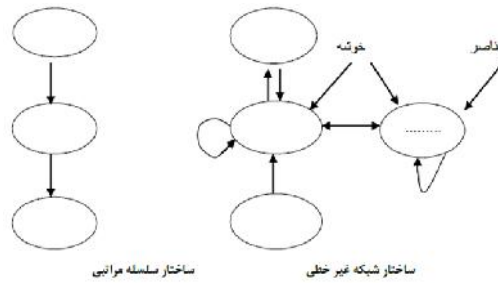 خوشه
ناصر
.........
ساختار شبکه غیر خطی
ساختار سلسله مراتبی